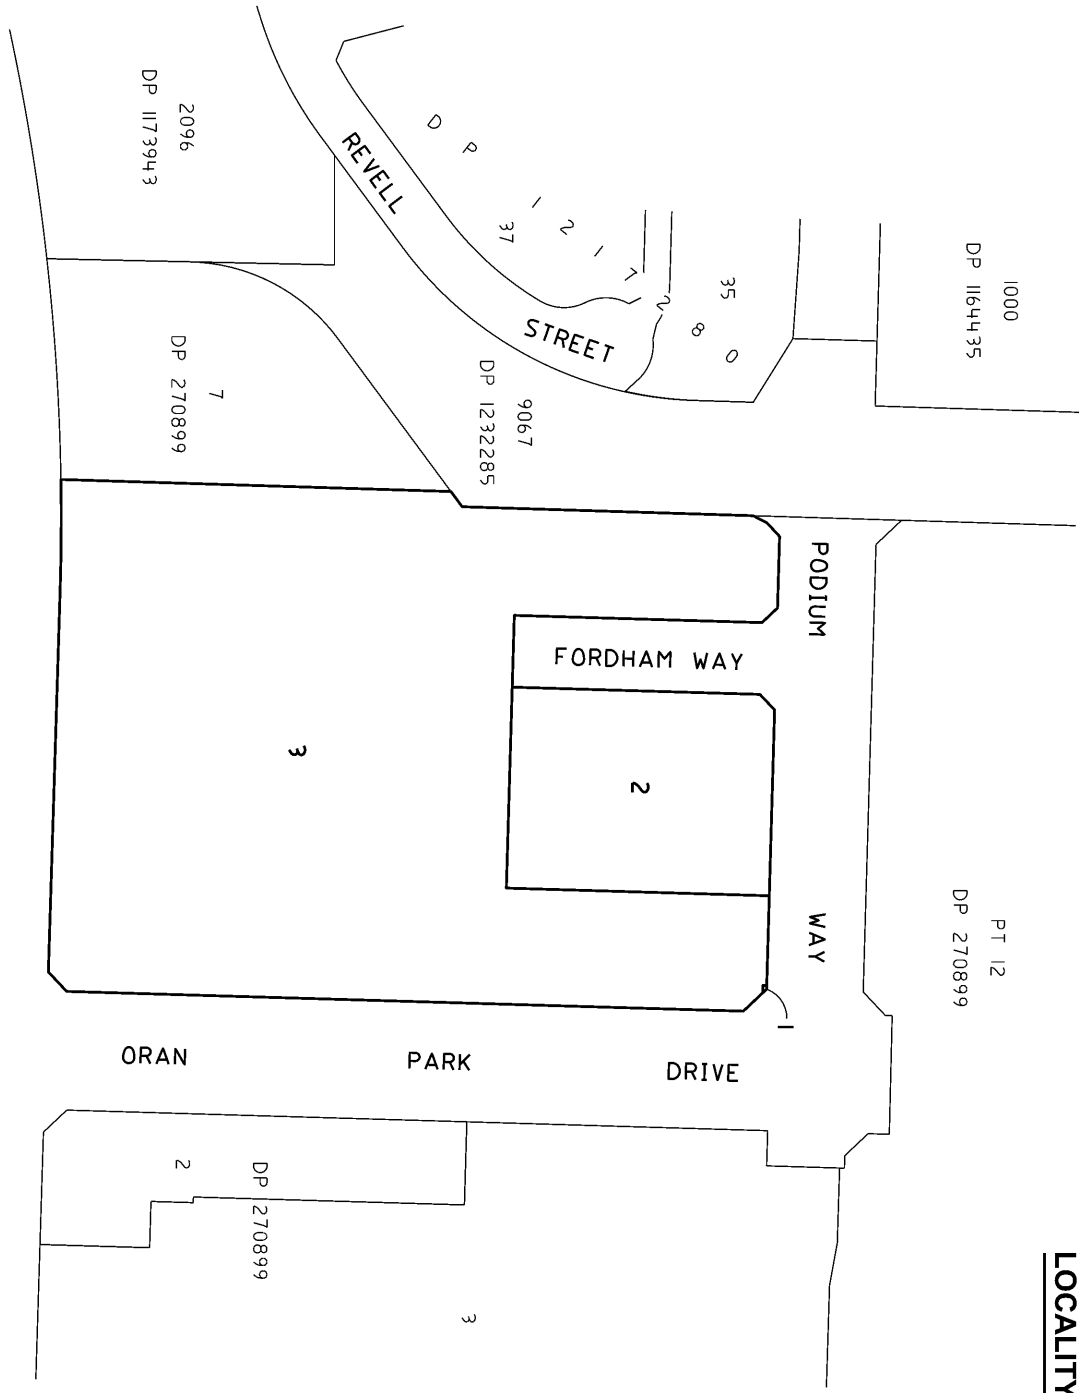 LOCALITY
1000
DP 1164435
PT 12
DP 270899
35
DP 1217280
37
REVELL STREET
2096
DP 1173943
9067
DP 1232285
7
DP 270899
PODIUM WAY
FORDHAM WAY
3
2
1
ORAN PARK DRIVE
2
DP 270899
3